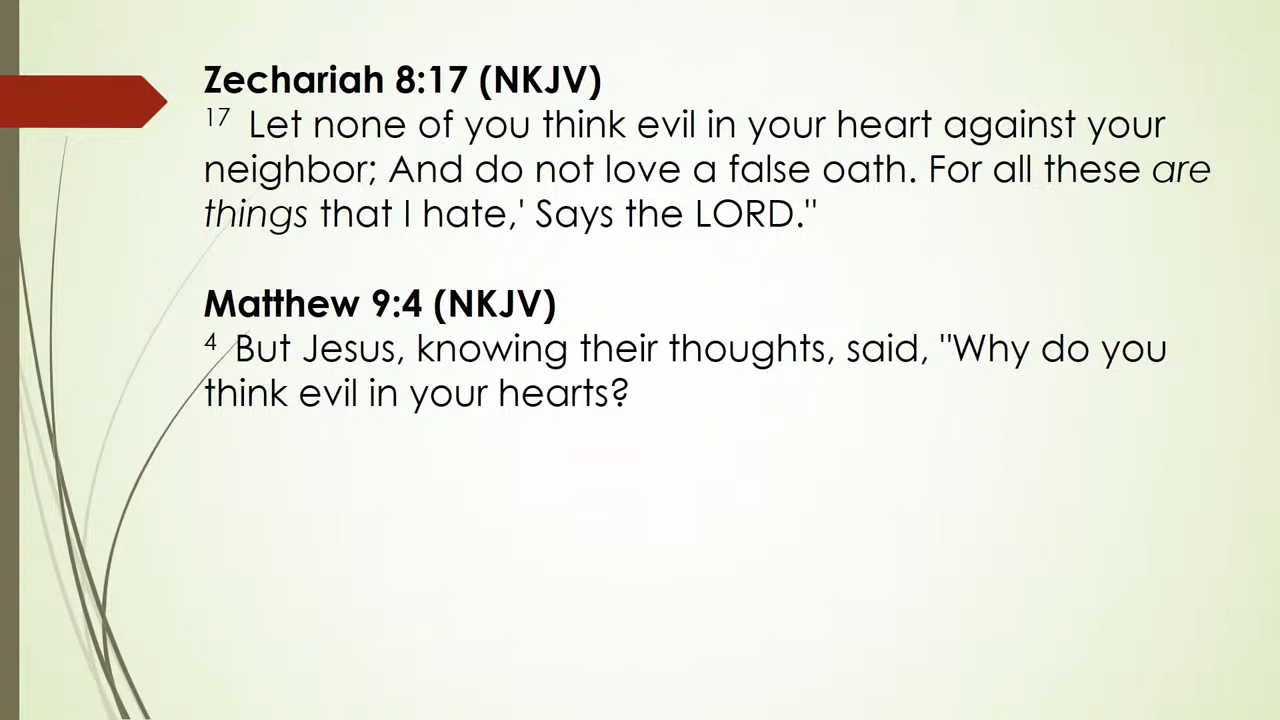 Zechariah 8:17 (NKJV)
17 Let none of you think evil in your heart against your
neighbor; And do not love a false oath. For all these are
things that I hate,' Says the LORD."
Matthew 9:4 (NKJV)
4 But Jesus, knowing their thoughts, said, "Why do you
think evil in your hearts?